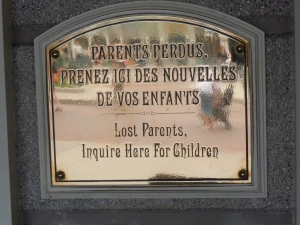 PARENTS PERDUS,
PRENEZ ICI DES NOUVELLES
DE VOS ENFANTS
Lost Parents,
Inquire Here For Children